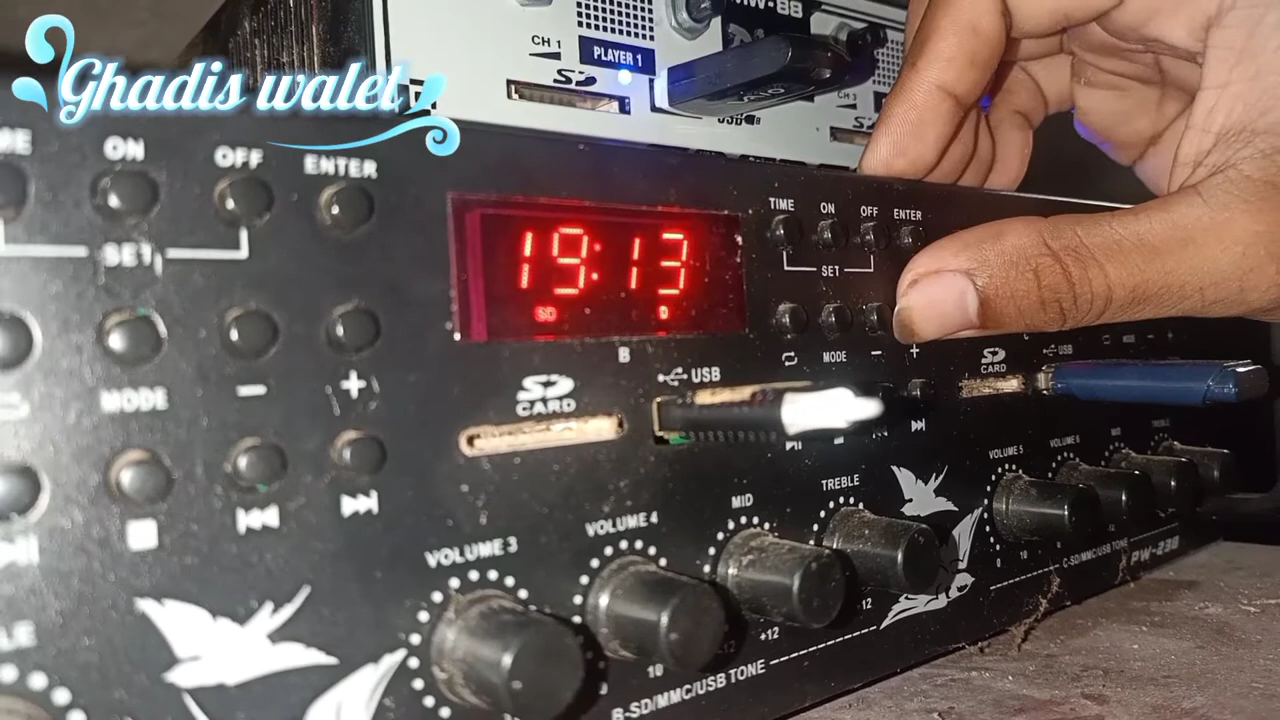 Ghadis walet
MW-88
CH 1
PLAYER 1
SD
USB
CH 3
ON
OFF
ENTER
SET
MODE
-
+
19:13
SD
B
SD
CARD
USB
TIME
ON
OFF
ENTER
SET
MODE
-
+
SD
CARD
USB
VOLUME 3
VOLUME 4
MID
TREBLE
10
+12
12
B-SD/MMC/USB TONE
VOLUME 5
VOLUME 6
MID
TREBLE
0
10
C-SD/MMC/USB TONE
PW-238